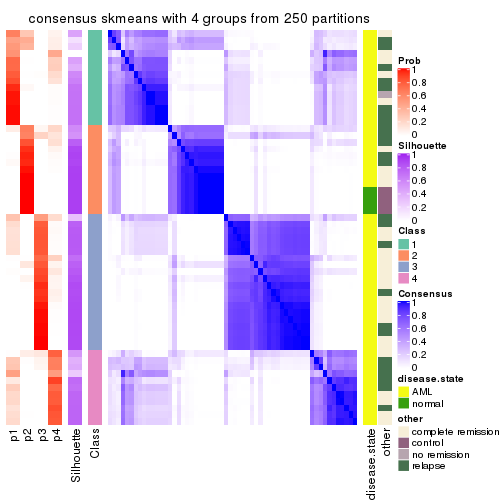 consensus skmeans with 4 groups from 250 partitions
Prob
1
0.8
0.6
0.4
0.2
0
Silhouette
1
0.8
0.6
0.4
0.2
0
Class
1
2
3
4
Consensus
1
0.8
0.6
0.4
0.2
0
disease.state
AML
normal
other
complete remission
control
no remission
relapse
p1
p2
p3
p4
Silhouette
Class
disease.state
other